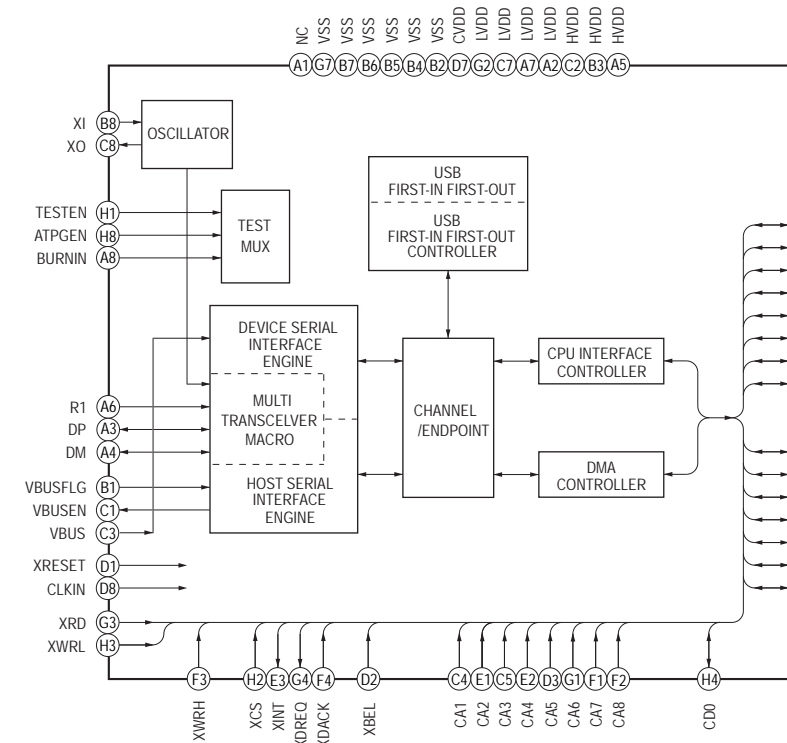 NC
VSS
VSS
VSS
VSS
VSS
VSS
CVDD
LVDD
LVDD
LVDD
LVDD
HVDD
HVDD
HVDD
A1 G7 B7 B6 B5 B4 B2 D7 G2 C7 A7 A2 C2 B3 A5
XI B8
XO C8
OSCILLATOR
TESTEN H1
ATPGEN H8
BURNIN A8
TEST
MUX
USB
FIRST-IN FIRST-OUT
USB
FIRST-IN FIRST-OUT
CONTROLLER
DEVICE SERIAL
INTERFACE
ENGINE
MULTI
TRANSCELVER
MACRO
HOST SERIAL
INTERFACE
ENGINE
CHANNEL
/ENDPOINT
CPU INTERFACE
CONTROLLER
DMA
CONTROLLER
R1 A6
DP A3
DM A4
VBUSFLG B1
VBUSEN C1
VBUS C3
XRESET D1
CLKIN D8
XRD G3
XWRL H3
F3 H2 E3 G4 F4 D2 C4 E1 C5 E2 D3 G1 F1 F2 H4
XWRH
XCS
XINT
XDREQ
XDACK
XBEL
CA1
CA2
CA3
CA4
CA5
CA6
CA7
CA8
CD0